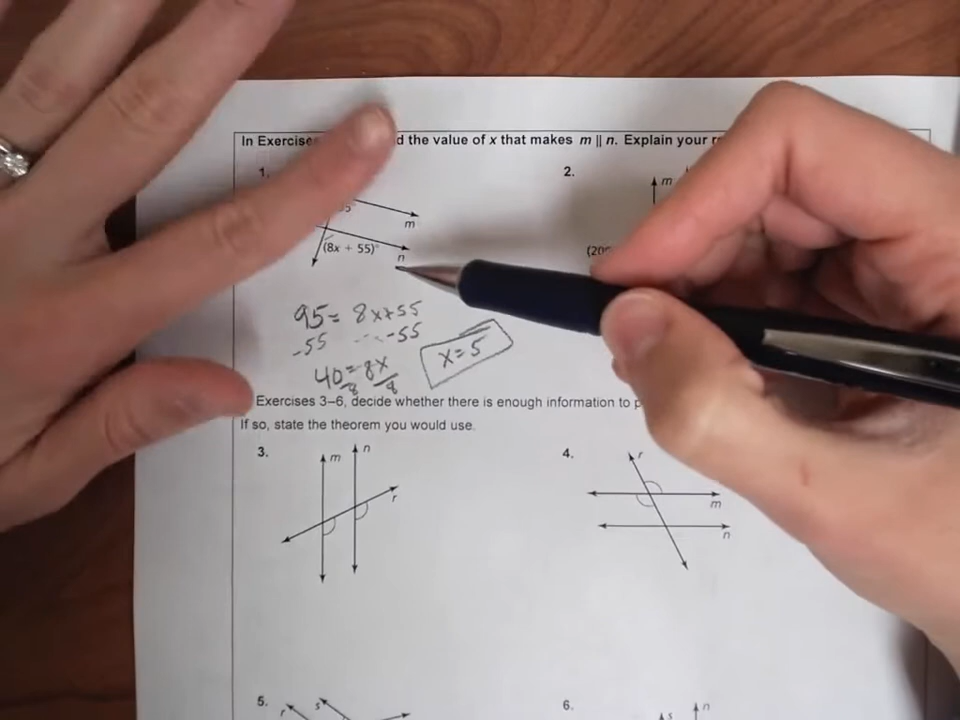 In Exercise d the value of x that makes m || n. Explain your r
1.
2.
m
m
(8x + 55)°
n
95 = 8x+55
-55 -55
40 = 8x
8 8
x=5
Exercises 3–6, decide whether there is enough information to p
If so, state the theorem you would use.
3.
m
n
r
4.
r
m
n
5.
r
s
6.
s
n